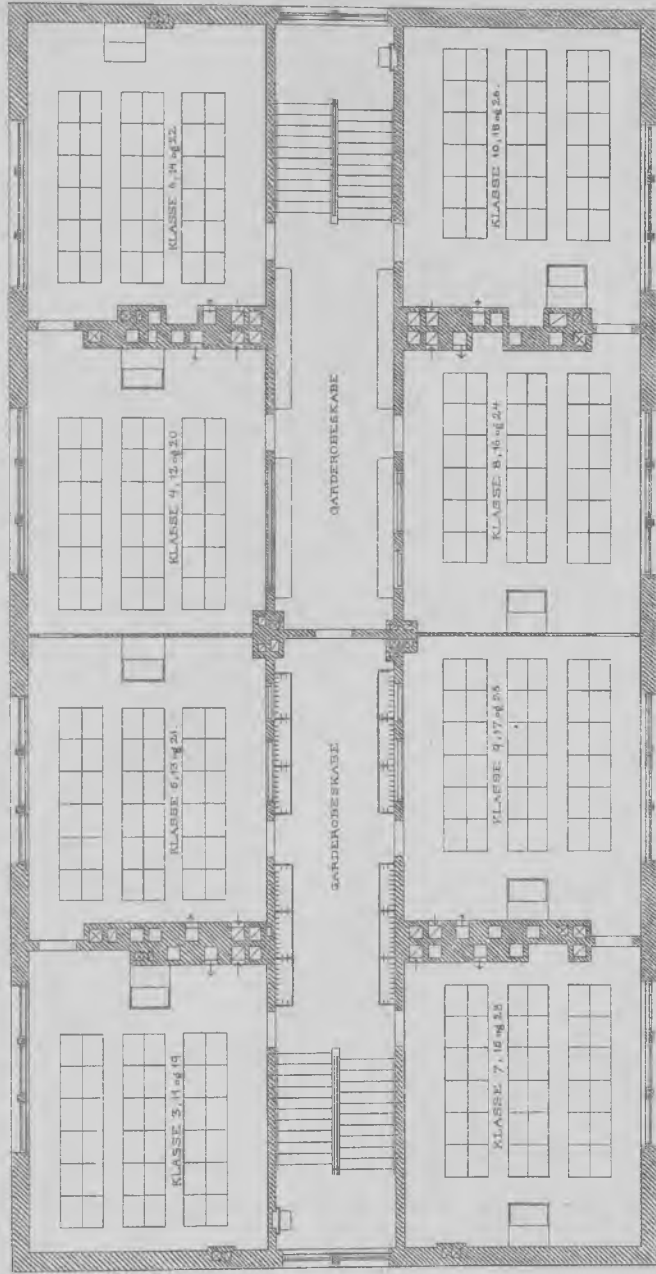 KLASSE 3, 11 og 19
KLASSE 5, 13 og 21
KLASSE 4, 12 og 20
KLASSE 6, 14 og 22
GARDEROBESKABE
GARDEROBESKABE
KLASSE 7, 15 og 23
KLASSE 9, 17 og 25
KLASSE 8, 16 og 24
KLASSE 10, 18 og 26.